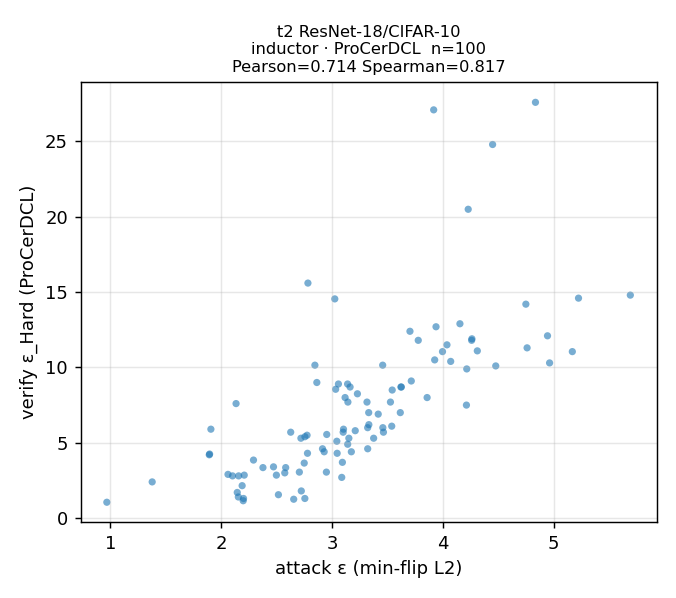 t2 ResNet-18/CIFAR-10
inductor · ProCerDCL  n=100
Pearson=0.714 Spearman=0.817
verify ε_Hard (ProCerDCL)
25
20
15
10
5
0
1
2
3
4
5
attack ε (min-flip L2)